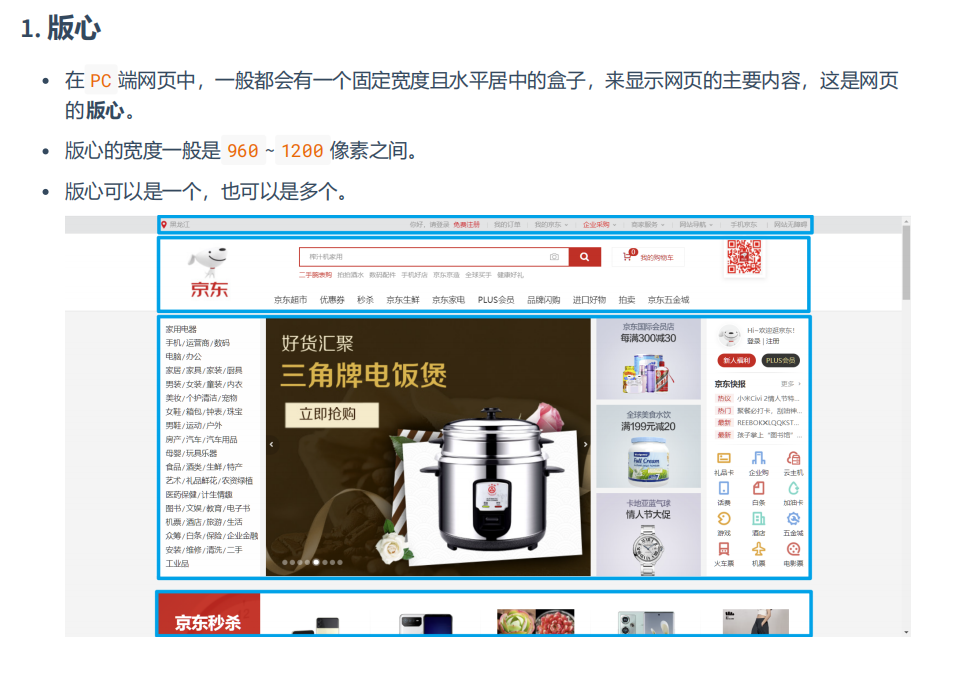 1. 版心
在 PC 端网页中，一般都会有一个固定宽度且水平居中的盒子，来显示网页的主要内容，这是网页
的版心。
版心的宽度一般是 960 ~ 1200 像素之间。
版心可以是一个，也可以是多个。
黑龙江 你好，请登录 免费注册 我的订单 我的京东 企业采购 商家服务 网站导航 手机京东 网站无障碍
榨汁机家用
0 我的购物车
二手捡表购 拍拍酒水 数码配件 手机好店 京东京造 全球买手 健康好礼
京东
京东超市 优惠券 秒杀 京东生鲜 京东家电 PLUS会员 品牌闪购 进口好物 拍卖 京东五金城
家用电器
手机/运营商/数码
电脑/办公
家居/家具/家装/厨具
男装/女装/童装/内衣
美妆/个护清洁/宠物
女鞋/箱包/钟表/珠宝
男鞋/运动/户外
房产/汽车/汽车用品
母婴/玩具乐器
食品/酒类/生鲜/特产
艺术/礼品鲜花/农资绿植
医药保健/计生情趣
图书/文娱/教育/电子书
机票/酒店/旅游/生活
众筹/白条/保险/企业金融
安装/维修/清洗/二手
工业品
好货汇聚
三角牌电饭煲
立即抢购
京东国际会员店
每满300减30
全球美食水饮
满199元减20
Full Cream
卡地亚蓝气球
情人节大促
Hi~欢迎逛京东!
登录 | 注册
新人福利 PLUS会员
京东快报 更多
热议 小米Civi 2情人节特...
热门 聚餐必打卡、刮油神...
最新 REEBOKXLQQKST...
最新 孩子掌上“图书馆”...
礼品卡 企业购 云主机
话费 白条 加油卡
游戏 酒店 五金城
火车票 机票 电影票
京东秒杀